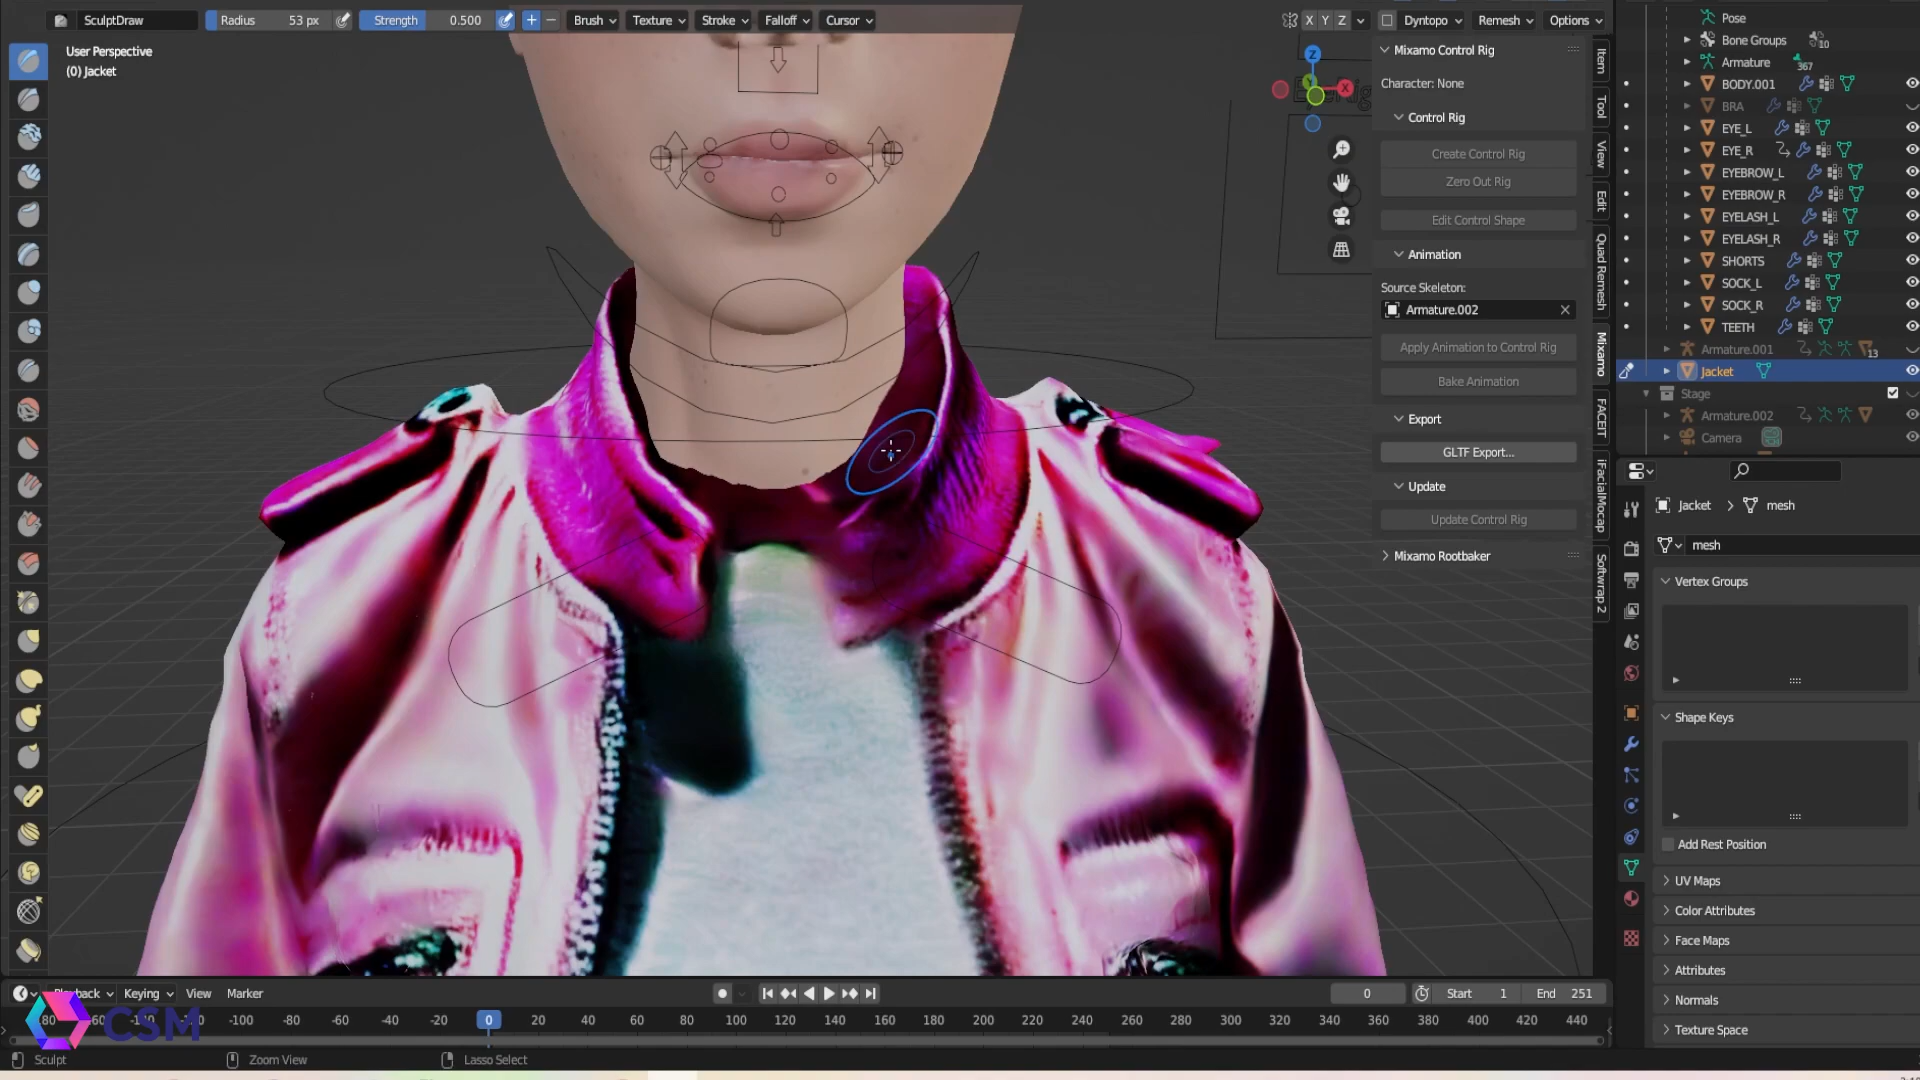 SculptDraw Radius 53 px Strength 0.500 Brush Texture Stroke Falloff Cursor X Y Z Dyntopo Remesh Options
User Perspective
(0) Jacket
Mixamo Control Rig
Character: None
Control Rig
Create Control Rig
Zero Out Rig
Edit Control Shape
Animation
Source Skeleton:
Armature.002
Apply Animation to Control Rig
Bake Animation
Export
GLTF Export...
Update
Update Control Rig
Mixamo Rootbaker
Z
X
Item
Tool
View
Edit
Quad Remesh
Mixamo
FACEIT
iFacialMocap
Softwrap 2
Pose
Bone Groups 10
Armature 367
BODY.001
BRA
EYE_L
EYE_R
EYEBROW_L
EYEBROW_R
EYELASH_L
EYELASH_R
SHORTS
SOCK_L
SOCK_R
TEETH
Armature.001 13
Jacket
Stage
Armature.002
Camera
Jacket > mesh
mesh
Vertex Groups
Shape Keys
Add Rest Position
UV Maps
Color Attributes
Face Maps
Attributes
Normals
Texture Space
Playback Keying View Marker 0 Start 1 End 251
-100 -80 -60 -40 -20 0 20 40 60 80 100 120 140 160 180 200 220 240 260 280 300 320 340 360 380 400 420 440
CSM
Sculpt Zoom View Lasso Select